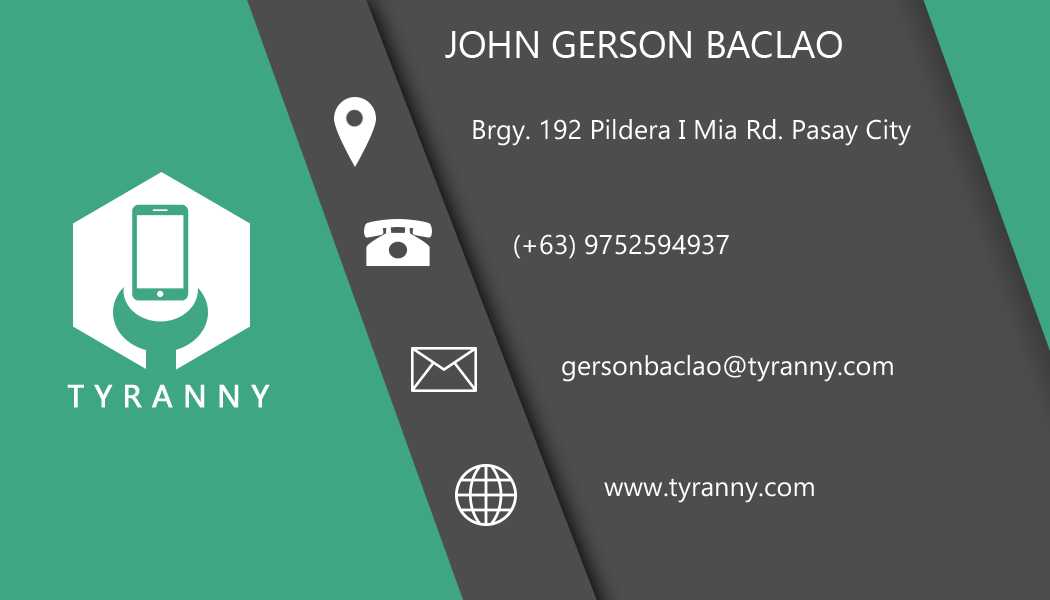 JOHN GERSON BACLAO
Brgy. 192 Pildera I Mia Rd. Pasay City
(+63) 9752594937
gersonbaclao@tyranny.com
www.tyranny.com
TYRANNY